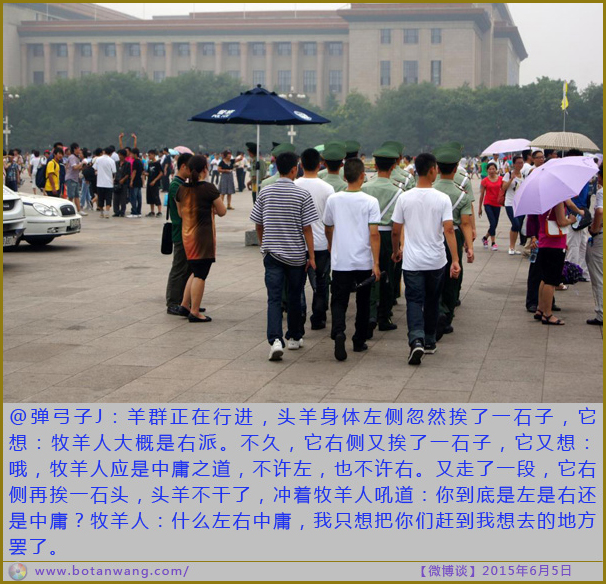 @弹弓子J：羊群正在行进，头羊身体左侧忽然挨了一石子，它
想：牧羊人大概是右派。不久，它右侧又挨了一石子，它又想：
哦，牧羊人应是中庸之道，不许左，也不许右。又走了一段，它右
侧再挨一石头，头羊不干了，冲着牧羊人吼道：你到底是左是右还
是中庸？牧羊人：什么左右中庸，我只想把你们赶到我想去的地方
罢了。
www.botanwang.com/ 【微博谈】2015年6月5日